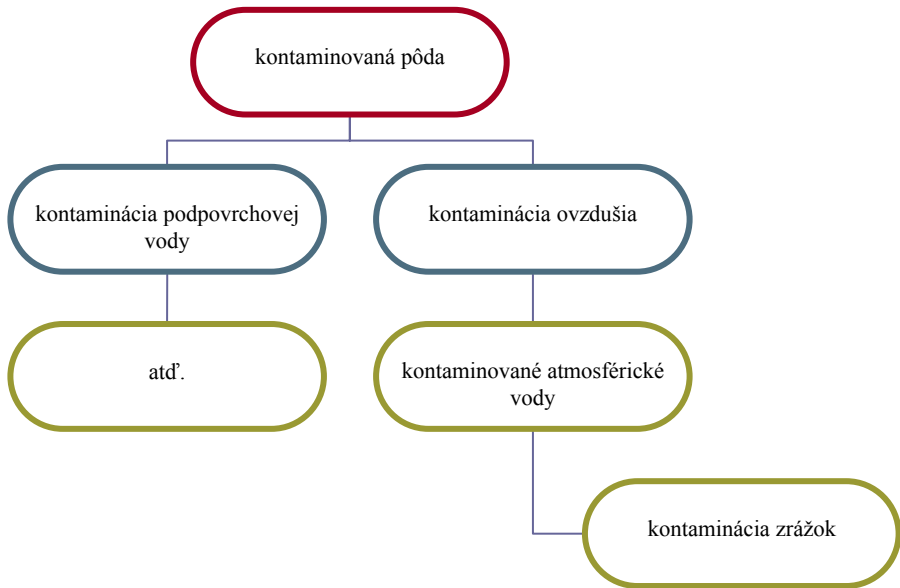 kontaminovaná pôda
kontaminácia podpovrchovej
vody
kontaminácia ovzdušia
atď.
kontaminované atmosférické
vody
kontaminácia zrážok